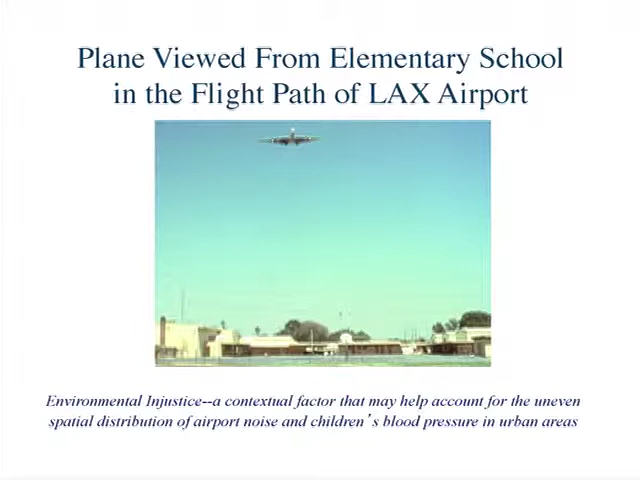 Plane Viewed From Elementary School
in the Flight Path of LAX Airport
Environmental Injustice--a contextual factor that may help account for the uneven
spatial distribution of airport noise and children’s blood pressure in urban areas